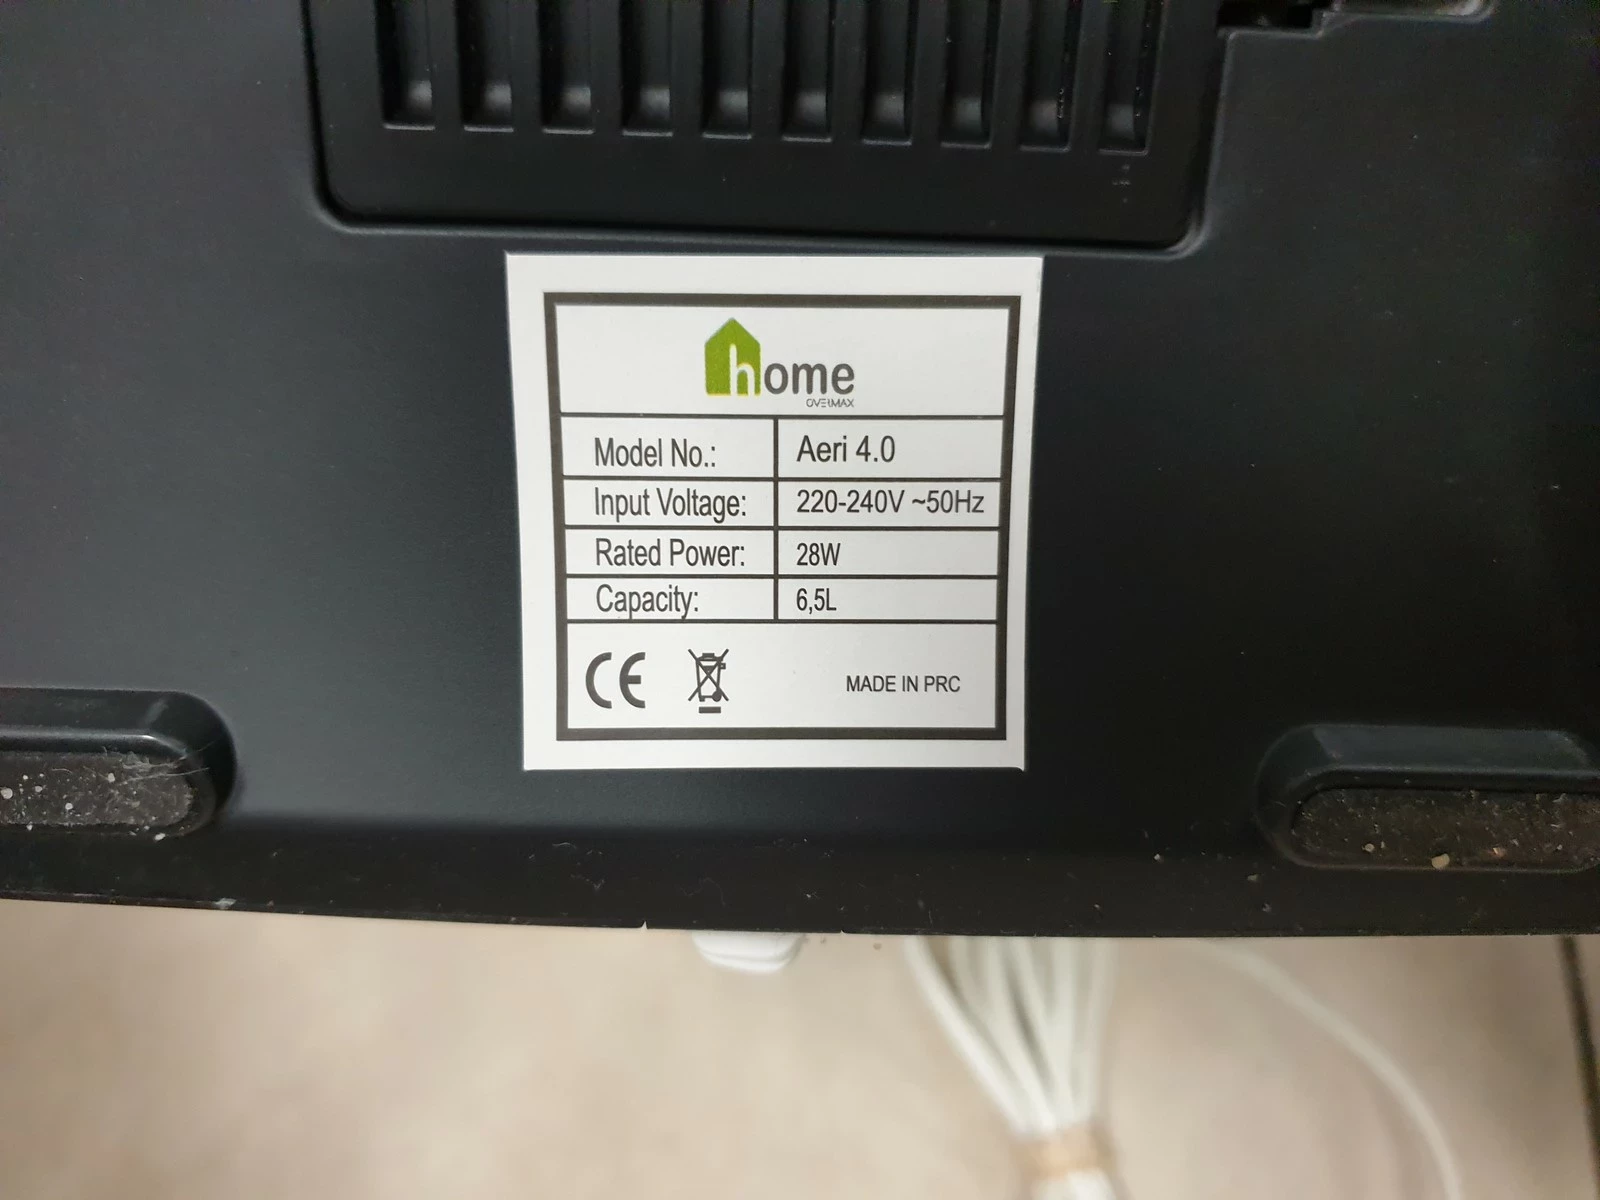 home
OVERMAX
Model No.: Aeri 4.0
Input Voltage: 220-240V ~50Hz
Rated Power: 28W
Capacity: 6,5L
CE MADE IN PRC